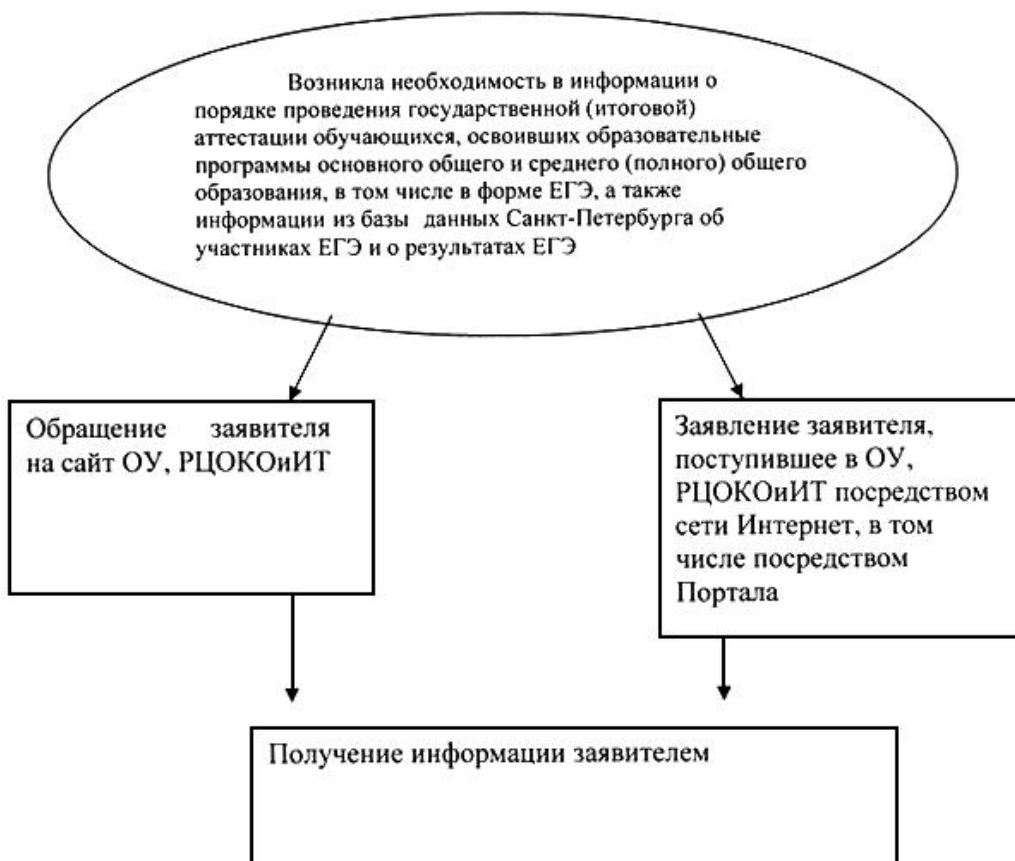 Возникла необходимость в информации о
порядке проведения государственной (итоговой)
аттестации обучающихся, освоивших образовательные
программы основного общего и среднего (полного) общего
образования, в том числе в форме ЕГЭ, а также
информации из базы данных Санкт-Петербурга об
участниках ЕГЭ и о результатах ЕГЭ
Обращение заявителя
на сайт ОУ, РЦОКОиИТ
Заявление заявителя,
поступившее в ОУ,
РЦОКОиИТ посредством
сети Интернет, в том
числе посредством
Портала
Получение информации заявителем